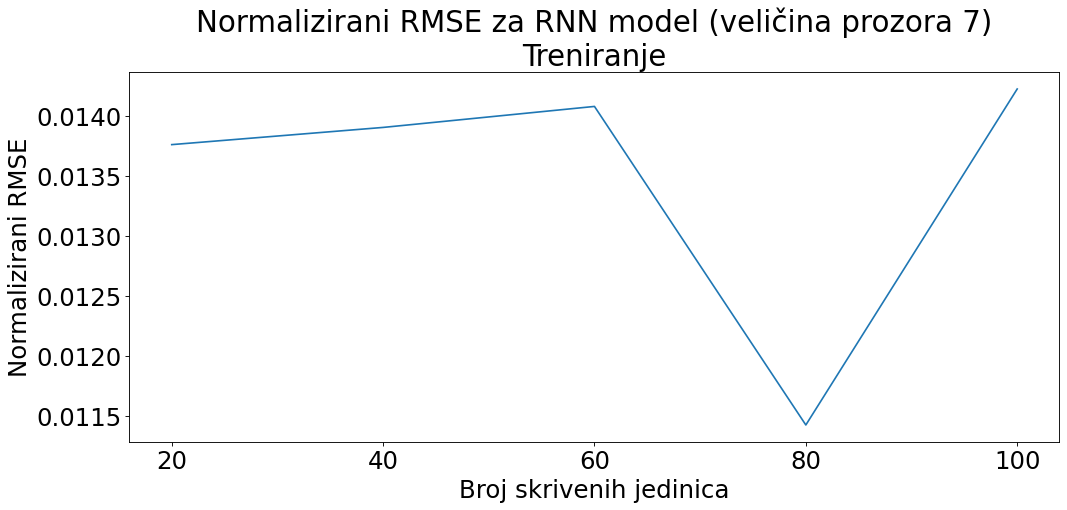 Normalizirani RMSE za RNN model (veličina prozora 7)
Treniranje
Normalizirani RMSE
0.0140
0.0135
0.0130
0.0125
0.0120
0.0115
20 40 60 80 100
Broj skrivenih jedinica